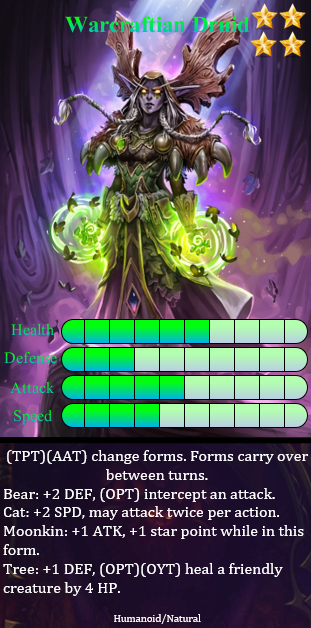 Warcraftian Druid
Health
Defense
Attack
Speed
(TPT)(AAT) change forms. Forms carry over
between turns.
Bear: +2 DEF, (OPT) intercept an attack.
Cat: +2 SPD, may attack twice per action.
Moonkin: +1 ATK, +1 star point while in this
form.
Tree: +1 DEF, (OPT)(OYT) heal a friendly
creature by 4 HP.
Humanoid/Natural